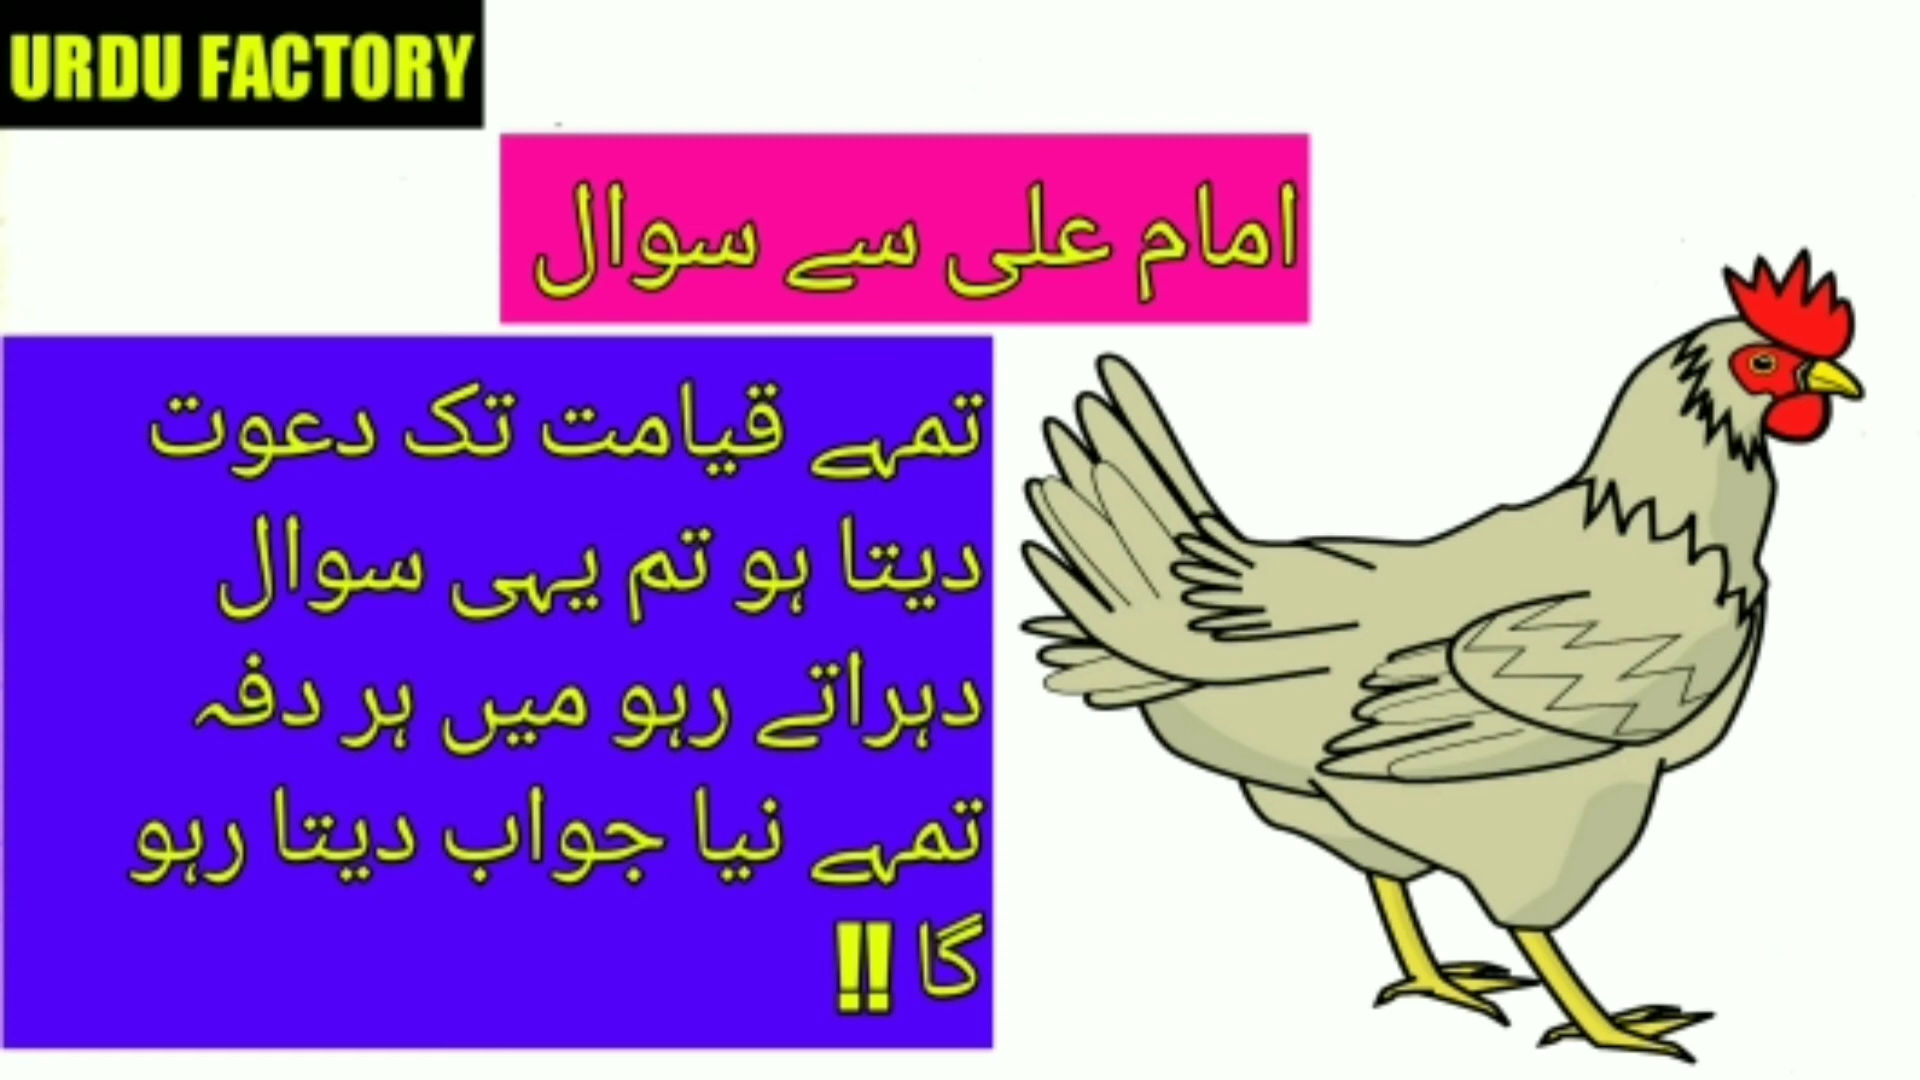 URDU FACTORY
امام علی سے سوال
تمہے قیامت تک دعوت
دیتا ہو تم یہی سوال
دہراتے رہو میں ہر دفہ
تمہے نیا جواب دیتا رہو
گا !!